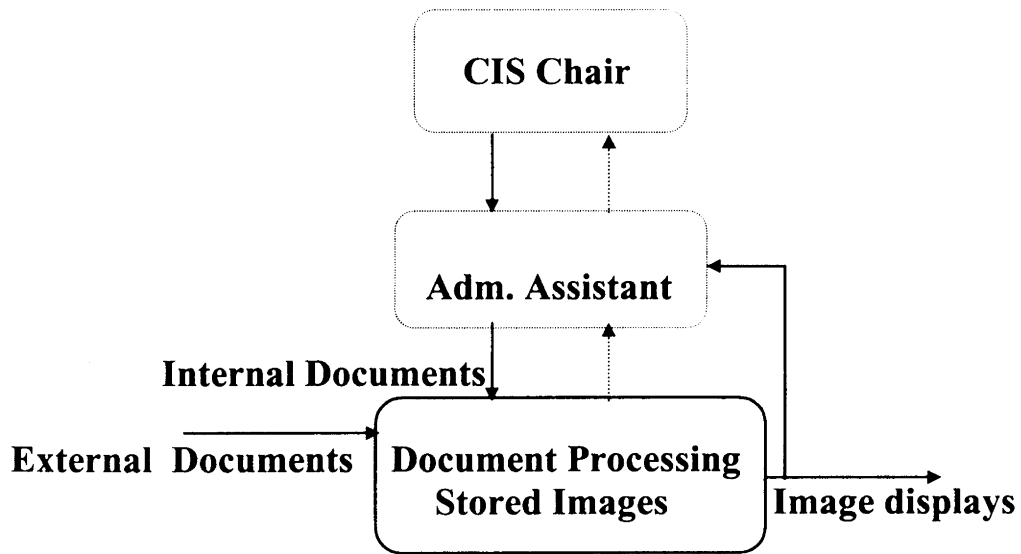 CIS Chair
Adm. Assistant
Internal Documents
External Documents
Document Processing
Stored Images
Image displays